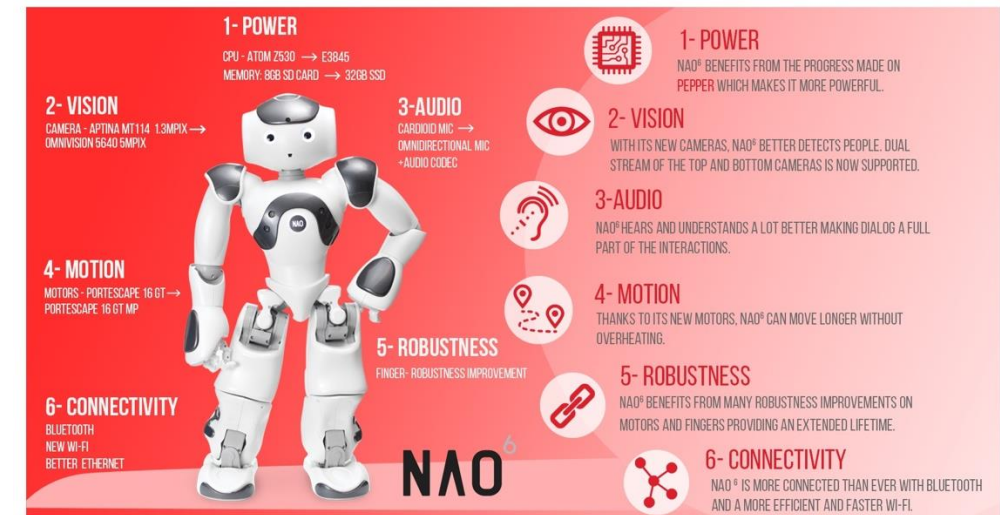 1- POWER
CPU - ATOM Z530 → E3845
MEMORY: 8GB SD CARD → 32GB SSD
2- VISION
CAMERA - APTINA MT114 1.3MPIX→
OMNIVISION 5640 5MPIX
3-AUDIO
CARDIOID MIC →
OMNIDIRECTIONAL MIC
+AUDIO CODEC
NAO
4- MOTION
MOTORS - PORTESCAPE 16 GT→
PORTESCAPE 16 GT MP
5- ROBUSTNESS
FINGER- ROBUSTNESS IMPROVEMENT
6- CONNECTIVITY
BLUETOOTH
NEW WI-FI
BETTER ETHERNET
NAO⁶
1- POWER
NAO⁶ BENEFITS FROM THE PROGRESS MADE ON
PEPPER WHICH MAKES IT MORE POWERFUL.
2- VISION
WITH ITS NEW CAMERAS, NAO⁶ BETTER DETECTS PEOPLE. DUAL
STREAM OF THE TOP AND BOTTOM CAMERAS IS NOW SUPPORTED.
3-AUDIO
NAO⁶ HEARS AND UNDERSTANDS A LOT BETTER MAKING DIALOG A FULL
PART OF THE INTERACTIONS.
4- MOTION
THANKS TO ITS NEW MOTORS, NAO⁶ CAN MOVE LONGER WITHOUT
OVERHEATING.
5- ROBUSTNESS
NAO⁶ BENEFITS FROM MANY ROBUSTNESS IMPROVEMENTS ON
MOTORS AND FINGERS PROVIDING AN EXTENDED LIFETIME.
6- CONNECTIVITY
NAO ⁶ IS MORE CONNECTED THAN EVER WITH BLUETOOTH
AND A MORE EFFICIENT AND FASTER WI-FI.